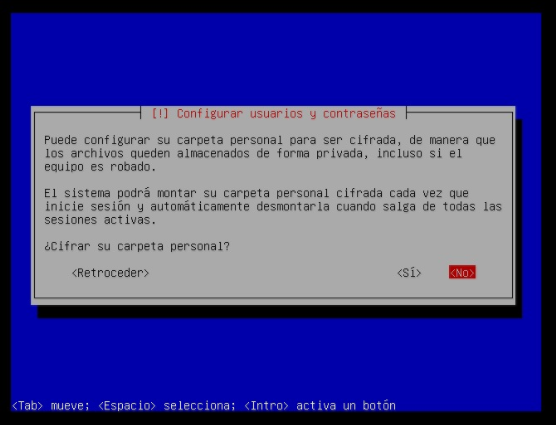 [!] Configurar usuarios y contraseñas
Puede configurar su carpeta personal para ser cifrada, de manera que
los archivos queden almacenados de forma privada, incluso si el
equipo es robado.
El sistema podrá montar su carpeta personal cifrada cada vez que
inicie sesión y automáticamente desmontarla cuando salga de todas las
sesiones activas.
¿Cifrar su carpeta personal?
<Retroceder> <Sí> <No>
<Tab> mueve; <Espacio> selecciona; <Intro> activa un botón